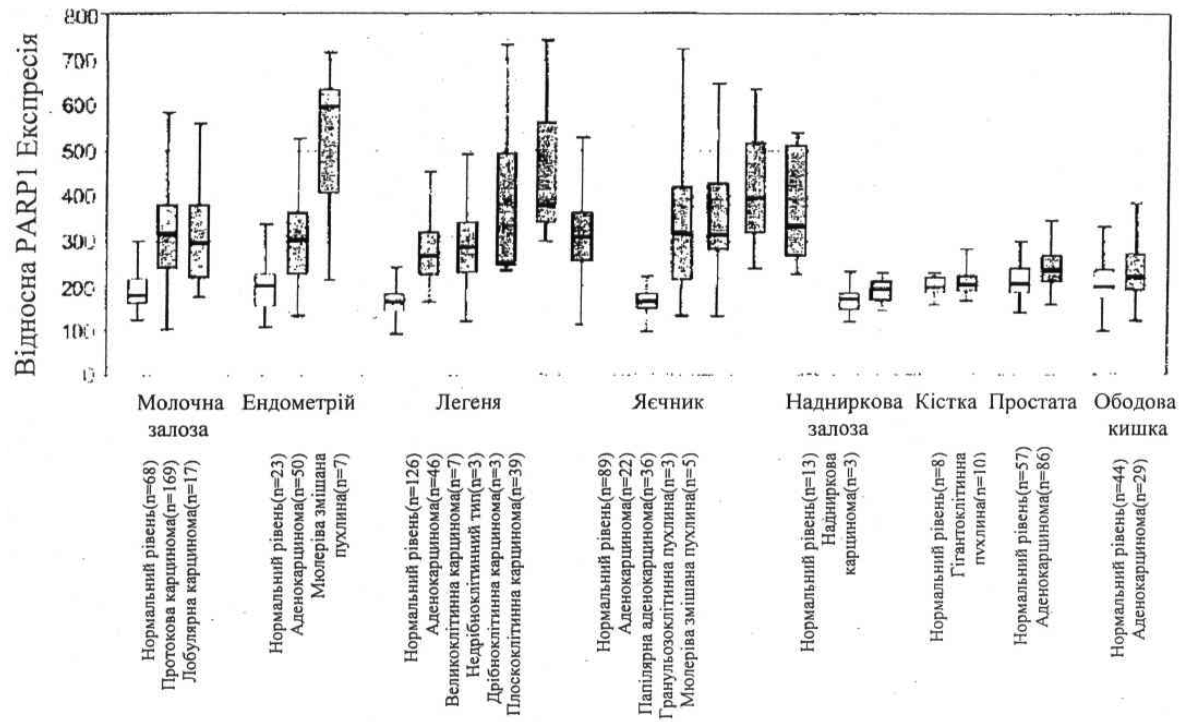 Відносна PARP1 Експресія
800
700
600
500
400
300
200
100
0
Молочна
залоза
Ендометрій
Легеня
Яєчник
Надниркова
залоза
Кістка
Простата
Ободова
кишка
Нормальний рівень(n=68)
Протокова карцинома(n=169)
Лобулярна карцинома(n=17)
Нормальний рівень(n=23)
Аденокарцинома(n=50)
Мюлерівa змішана
пухлина(n=7)
Нормальний рівень(n=126)
Аденокарцинома(n=46)
Великоклітинна карцинома(n=7)
Недрібноклітинний тип(n=3)
Дрібноклітинна карцинома(n=3)
Плоскоклітинна карцинома(n=39)
Нормальний рівень(n=89)
Аденокарцинома(n=22)
Папілярна аденокарцинома(n=36)
Гранульозоклітинна пухлина(n=3)
Мюлерівa змішана пухлина(n=5)
Нормальний рівень(n=13)
Надниркова
карцинома(n=3)
Нормальний рівень(n=8)
Гігантоклітинна
пухлина(n=10)
Нормальний рівень(n=57)
Аденокарцинома(n=86)
Нормальний рівень(n=44)
Аденокарцинома(n=29)